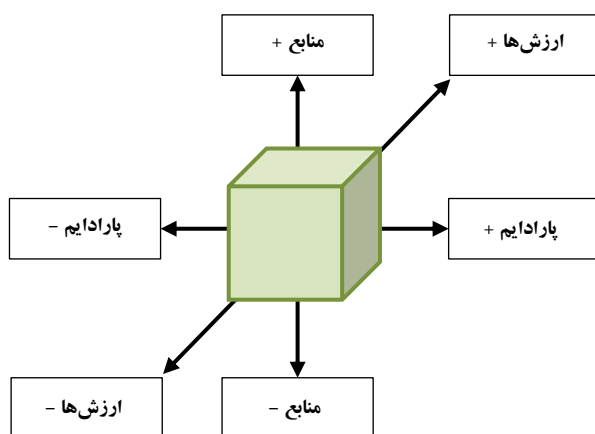 ارزش‌ها +
منابع +
پارادایم +
پارادایم −
منابع −
ارزش‌ها −